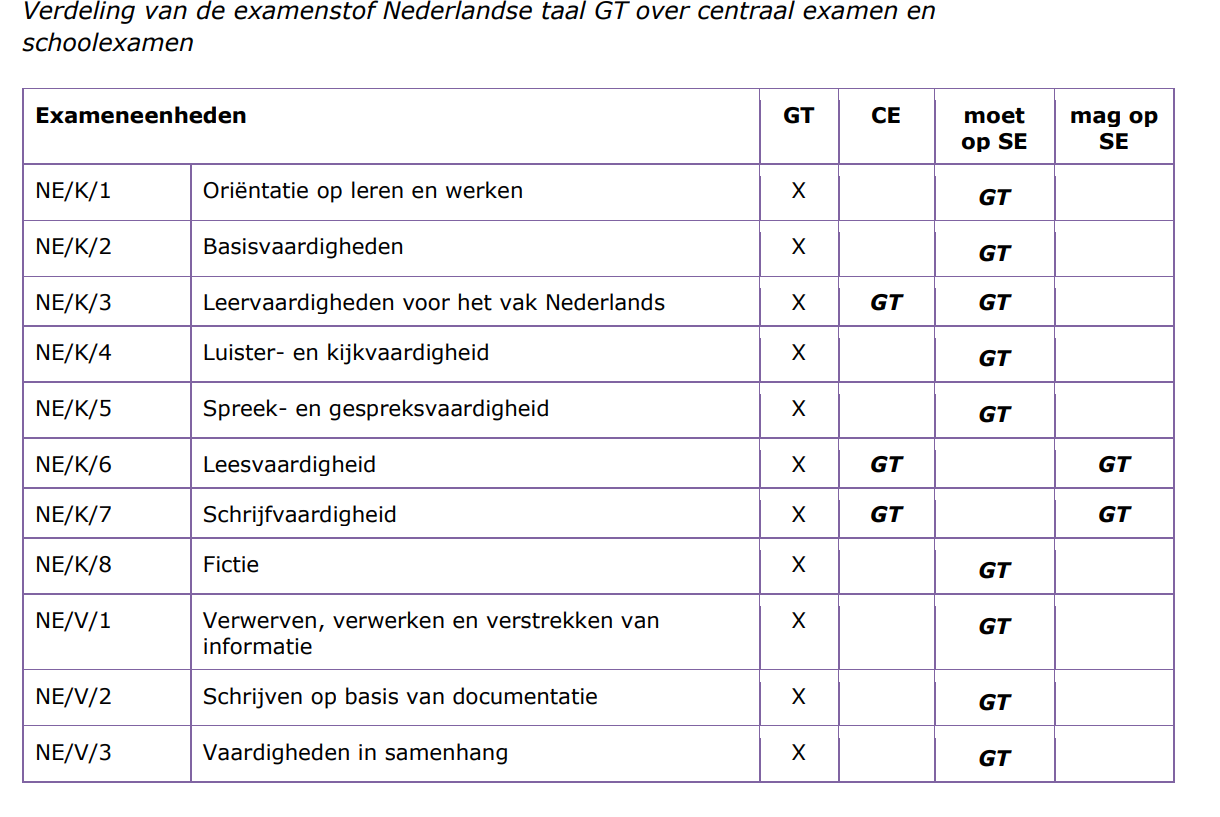 Verdeling van de examenstof Nederlandse taal GT over centraal examen en
schoolexamen
Exameneenheden GT CE moet op SE mag op SE
NE/K/1 Oriëntatie op leren en werken X GT
NE/K/2 Basisvaardigheden X GT
NE/K/3 Leervaardigheden voor het vak Nederlands X GT GT
NE/K/4 Luister- en kijkvaardigheid X GT
NE/K/5 Spreek- en gespreksvaardigheid X GT
NE/K/6 Leesvaardigheid X GT GT
NE/K/7 Schrijfvaardigheid X GT GT
NE/K/8 Fictie X GT
NE/V/1 Verwerven, verwerken en verstrekken van X GT
informatie
NE/V/2 Schrijven op basis van documentatie X GT
NE/V/3 Vaardigheden in samenhang X GT